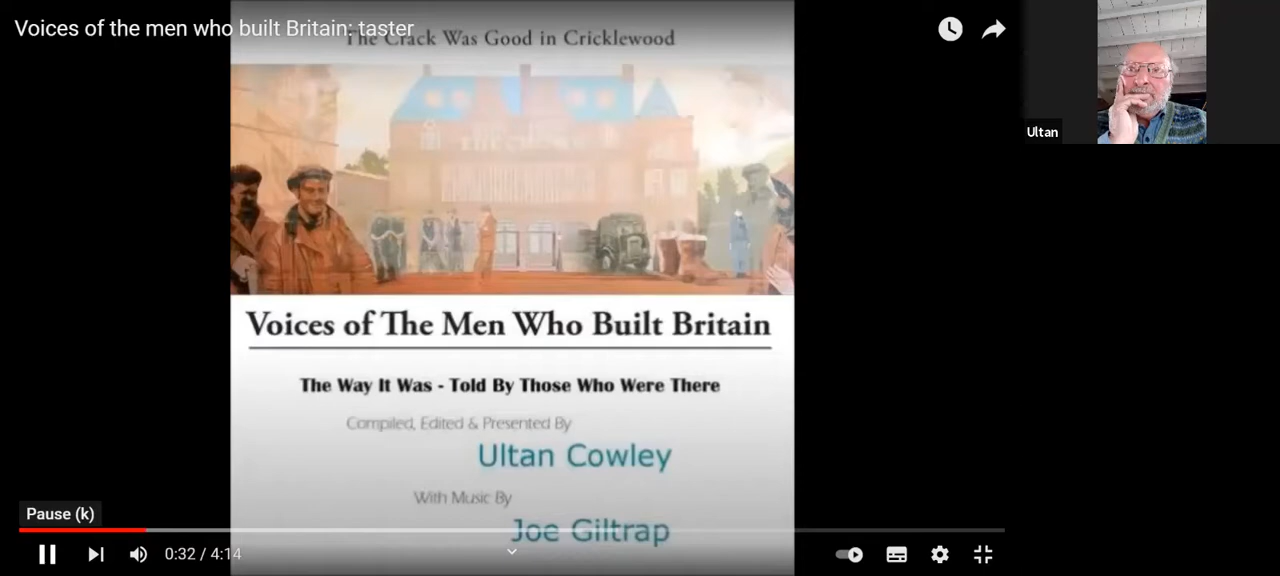 Voices of the men who built Britain: taster
The Crack Was Good in Cricklewood
Ultan
Voices of The Men Who Built Britain
The Way It Was - Told By Those Who Were There
Compiled, Edited & Presented By
Ultan Cowley
With Music By
Joe Giltrap
Pause (k)
0:32 / 4:14